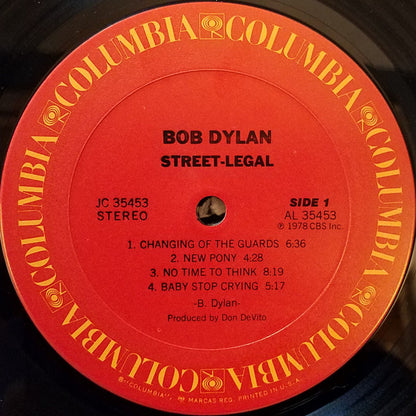 COLUMBIA COLUMBIA COLUMBIA COLUMBIA COLUMBIA COLUMBIA
BOB DYLAN
STREET-LEGAL
JC 35453
STEREO
SIDE 1
AL 35453
℗ 1978 CBS Inc.
1. CHANGING OF THE GUARDS 6:36
2. NEW PONY 4:28
3. NO TIME TO THINK 8:19
4. BABY STOP CRYING 5:17
-B. Dylan-
Produced by Don DeVito
® "COLUMBIA", MARCAS REG. PRINTED IN U.S.A.